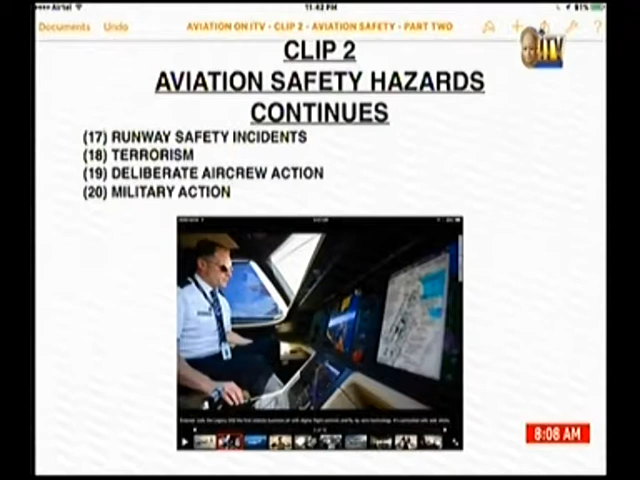 Airtel
11:42 PM
81%
Documents
Undo
AVIATION ON ITV - CLIP 2 - AVIATION SAFETY - PART TWO
ITV
CLIP 2
AVIATION SAFETY HAZARDS
CONTINUES
(17) RUNWAY SAFETY INCIDENTS
(18) TERRORISM
(19) DELIBERATE AIRCREW ACTION
(20) MILITARY ACTION
8:08 AM